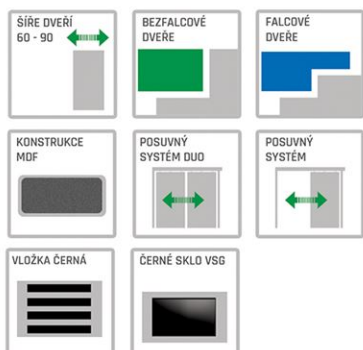 ŠÍŘE DVEŘÍ
60 - 90
BEZFALCOVÉ
DVEŘE
FALCOVÉ
DVEŘE
KONSTRUKCE
MDF
POSUVNÝ
SYSTÉM DUO
POSUVNÝ
SYSTÉM
VLOŽKA ČERNÁ
ČERNÉ SKLO VSG